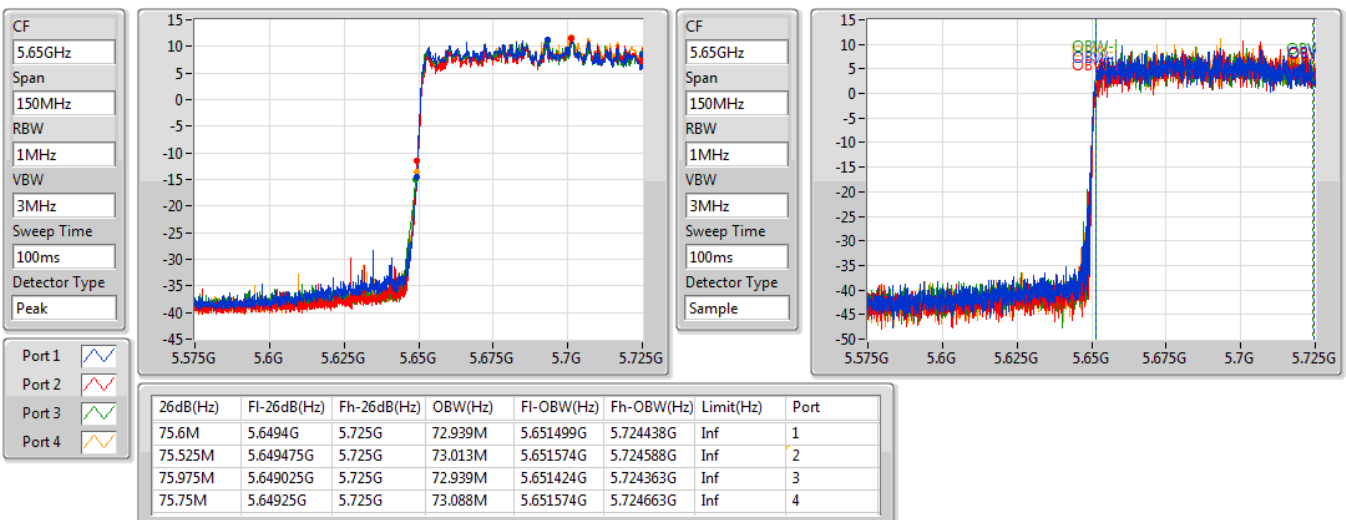 CF
5.65GHz
Span
150MHz
RBW
1MHz
VBW
3MHz
Sweep Time
100ms
Detector Type
Peak
15
10
5
0
-5
-10
-15
-20
-25
-30
-35
-40
-45
5.575G 5.6G 5.625G 5.65G 5.675G 5.7G 5.725G
CF
5.65GHz
Span
150MHz
RBW
1MHz
VBW
3MHz
Sweep Time
100ms
Detector Type
Sample
15
10
5
0
-5
-10
-15
-20
-25
-30
-35
-40
-45
-50
5.575G 5.6G 5.625G 5.65G 5.675G 5.7G 5.725G
Port 1
Port 2
Port 3
Port 4
26dB(Hz) Fl-26dB(Hz) Fh-26dB(Hz) OBW(Hz) Fl-OBW(Hz) Fh-OBW(Hz) Limit(Hz) Port
75.6M 5.6494G 5.725G 72.939M 5.651499G 5.724438G Inf 1
75.525M 5.649475G 5.725G 73.013M 5.651574G 5.724588G Inf 2
75.975M 5.649025G 5.725G 72.939M 5.651424G 5.724363G Inf 3
75.75M 5.64925G 5.725G 73.088M 5.651574G 5.724663G Inf 4